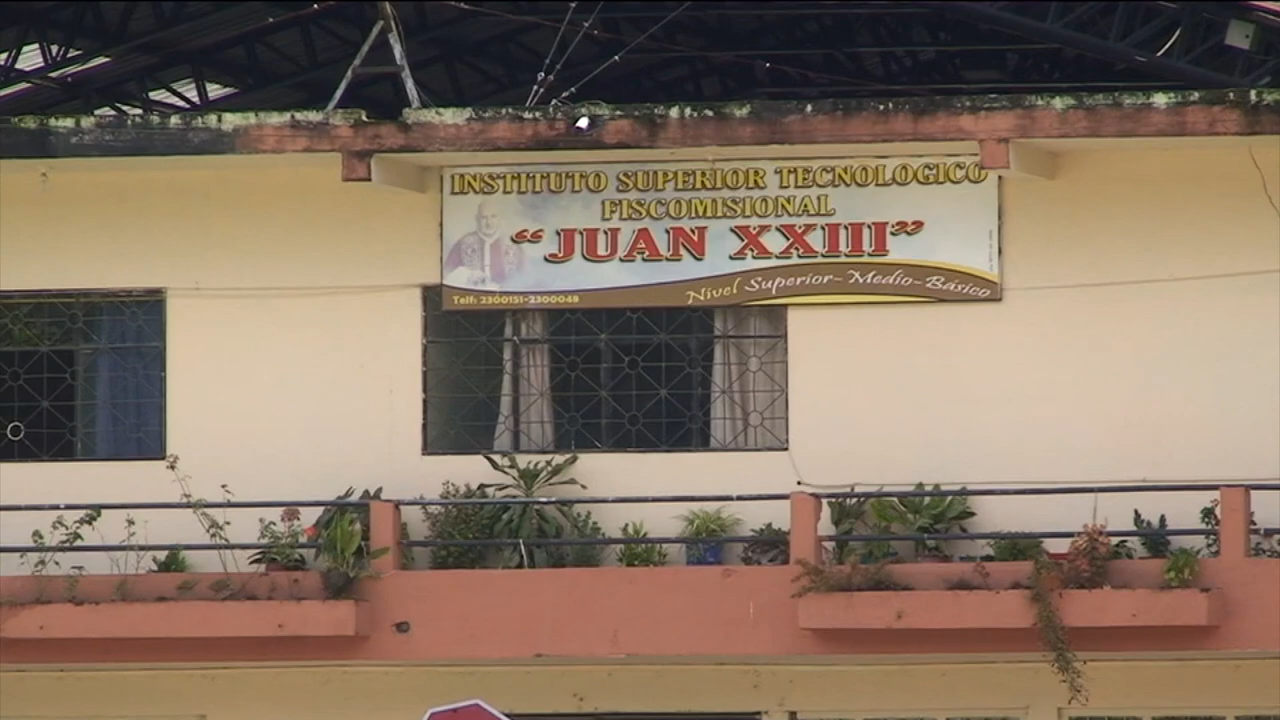 INSTITUTO SUPERIOR TECNOLOGICO
FISCOMISIONAL
“JUAN XXIII”
Nivel Superior-Medio-Básico
Telf: 2300151-2300048